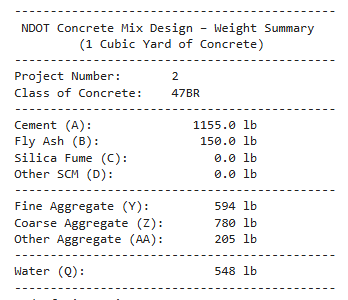 NDOT Concrete Mix Design – Weight Summary
(1 Cubic Yard of Concrete)
Project Number: 2
Class of Concrete: 47BR
Cement (A): 1155.0 lb
Fly Ash (B): 150.0 lb
Silica Fume (C): 0.0 lb
Other SCM (D): 0.0 lb
Fine Aggregate (Y): 594 lb
Coarse Aggregate (Z): 780 lb
Other Aggregate (AA): 205 lb
Water (Q): 548 lb